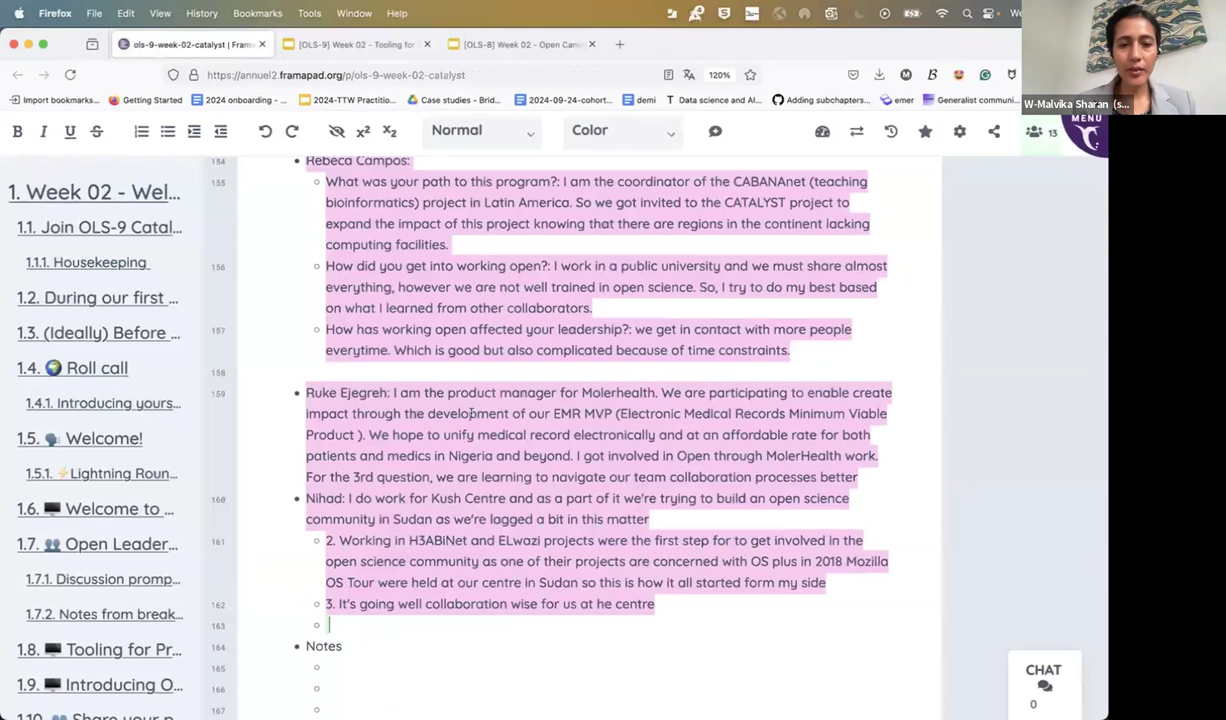 Firefox File Edit View History Bookmarks Tools Window Help We
ols-9-week-02-catalyst | Frama [OLS-9] Week 02 - Tooling for [OLS-8] Week 02 - Open Can
https://annuel2.framapad.org/p/ols-9-week-02-catalyst 120%
Import bookmarks... Getting Started 2024 onboarding - ... 2024-TTW Practitio... Case studies - Brid... 2024-09-24-cohort... demi Data science and AI... Adding subchapters... emer Generalist communi...
W-Malvika Sharan (s...
Normal Color 13 MENU
154 Rebeca Campos:
155 What was your path to this program?: I am the coordinator of the CABANAnet (teaching
bioinformatics) project in Latin America. So we got invited to the CATALYST project to
expand the impact of this project knowing that there are regions in the continent lacking
computing facilities.
156 How did you get into working open?: I work in a public university and we must share almost
everything, however we are not well trained in open science. So, I try to do my best based
on what I learned from other collaborators.
157 How has working open affected your leadership?: we get in contact with more people
everytime. Which is good but also complicated because of time constraints.
158
159 Ruke Ejegreh: I am the product manager for Molerhealth. We are participating to enable create
impact through the development of our EMR MVP (Electronic Medical Records Minimum Viable
Product ). We hope to unify medical record electronically and at an affordable rate for both
patients and medics in Nigeria and beyond. I got involved in Open through MolerHealth work.
For the 3rd question, we are learning to navigate our team collaboration processes better
160 Nihad: I do work for Kush Centre and as a part of it we're trying to build an open science
community in Sudan as we're lagged a bit in this matter
161 2. Working in H3ABiNet and ELwazi projects were the first step for to get involved in the
open science community as one of their projects are concerned with OS plus in 2018 Mozilla
OS Tour were held at our centre in Sudan so this is how it all started form my side
162 3. It's going well collaboration wise for us at he centre
163
164 Notes
165
166
167
1. Week 02 - Wel...
1.1. Join OLS-9 Catal...
1.1.1. Housekeeping
1.2. During our first ...
1.3. (Ideally) Before ...
1.4. 🌍 Roll call
1.4.1. Introducing yours...
1.5. 🗣️ Welcome!
1.5.1. ⚡Lightning Roun...
1.6. 🖥️ Welcome to ...
1.7. 👥 Open Leader...
1.7.1. Discussion promp...
1.7.2. Notes from break...
1.8. 🖥️ Tooling for Pr...
1.9. 🖥️ Introducing O...
1.10. 👥 Share your p
CHAT
0